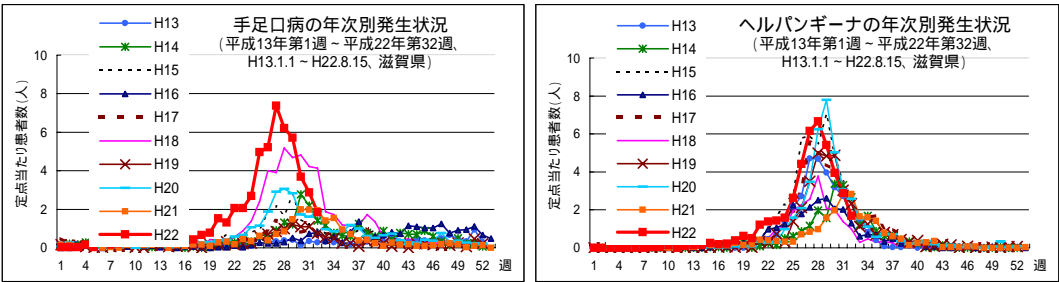 手足口病の年次別発生状況
(平成13年第1週~平成22年第32週、
H13.1.1~H22.8.15、滋賀県)
定点当たり患者数(人)
10
8
6
4
2
0
H13
H14
H15
H16
H17
H18
H19
H20
H21
H22
1 4 7 10 13 16 19 22 25 28 31 34 37 40 43 46 49 52 週
ヘルパンギーナの年次別発生状況
(平成13年第1週~平成22年第32週、
H13.1.1~H22.8.15、滋賀県)
定点当たり患者数(人)
10
8
6
4
2
0
H13
H14
H15
H16
H17
H18
H19
H20
H21
H22
1 4 7 10 13 16 19 22 25 28 31 34 37 40 43 46 49 52 週